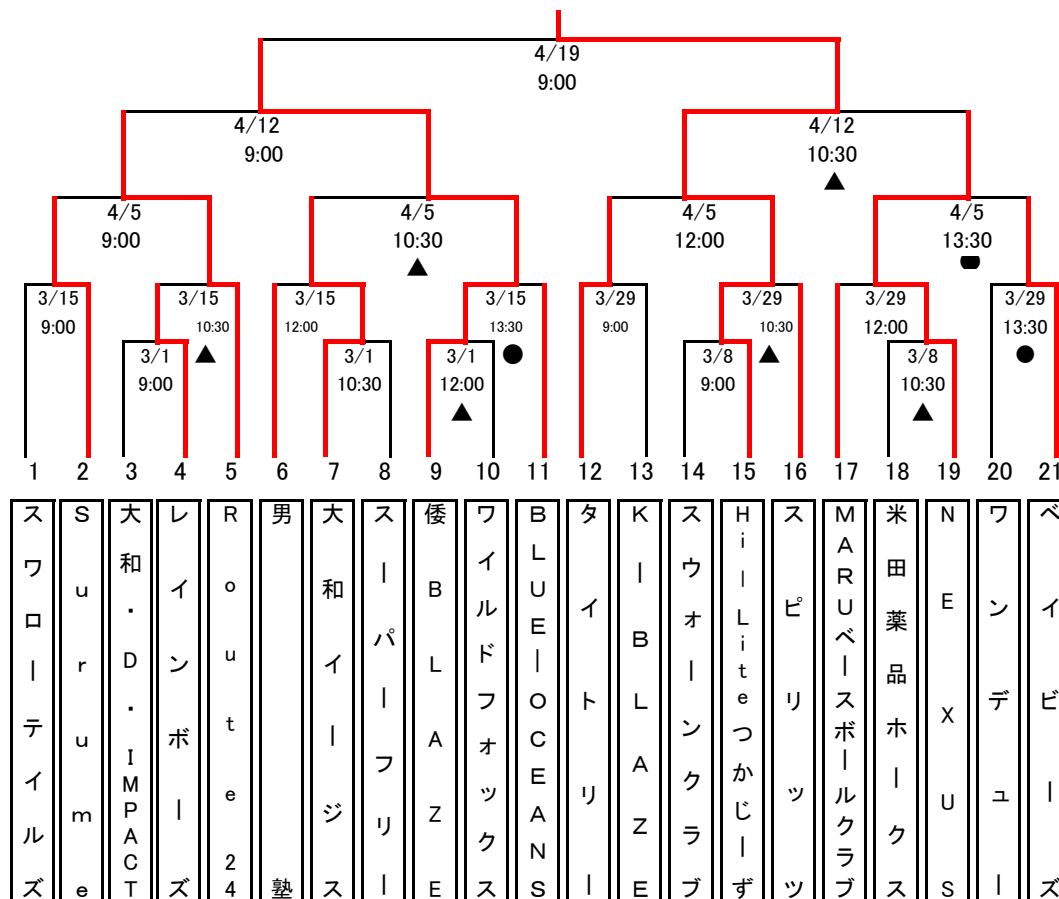 4/19
9:00
4/12
9:00
4/12
10:30
▲
4/5
9:00
4/5
10:30
▲
4/5
12:00
4/5
13:30
●
3/15
9:00
3/15
10:30
▲
3/15
12:00
3/15
13:30
●
3/29
9:00
3/29
10:30
▲
3/29
12:00
3/29
13:30
●
3/1
9:00
3/1
10:30
3/1
12:00
▲
3/8
9:00
3/8
10:30
▲
1 2 3 4 5 6 7 8 9 10 11 12 13 14 15 16 17 18 19 20 21
スワローテイルズ
Surume
大和・D・IMPACT
レインボーズ
Route24
男塾
大和イージス
スーパーフリー
倭BLAZE
ワイルドフォックス
BLUE―OCEANS
タイトリー
K―BLAZE
スウォーンクラブ
Hi―Liteつかじーず
スピリッツ
MARUベースボールクラブ
米田薬品ホークス
NEXUS
ワンデュー
ベイビーズ